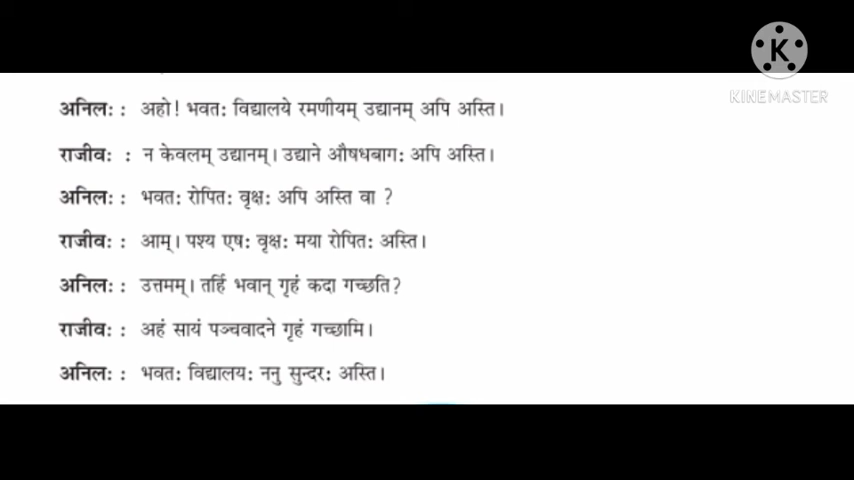 K
KINEMASTER
अनिलः : अहो! भवतः विद्यालये रमणीयम् उद्यानम् अपि अस्ति।
राजीवः : न केवलम् उद्यानम्। उद्याने औषधबागः अपि अस्ति।
अनिलः : भवतः रोपितः वृक्षः अपि अस्ति वा ?
राजीवः : आम्। पश्य एषः वृक्षः मया रोपितः अस्ति।
अनिलः : उत्तमम्। तर्हि भवान् गृहं कदा गच्छति?
राजीवः : अहं सायं पञ्चवादने गृहं गच्छामि।
अनिलः : भवतः विद्यालयः ननु सुन्दरः अस्ति।